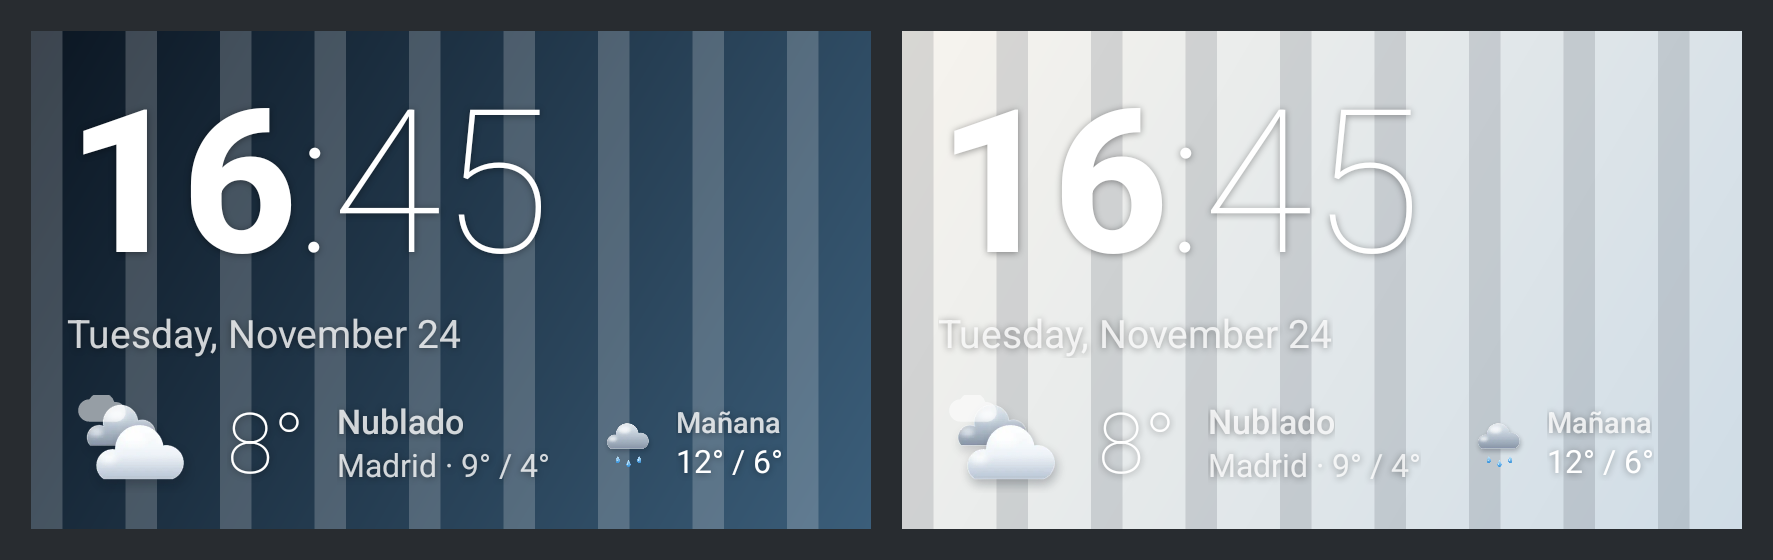 16:45
Tuesday, November 24
8°
Nublado
Madrid · 9° / 4°
Mañana
12° / 6°
16:45
Tuesday, November 24
8°
Nublado
Madrid · 9° / 4°
Mañana
12° / 6°